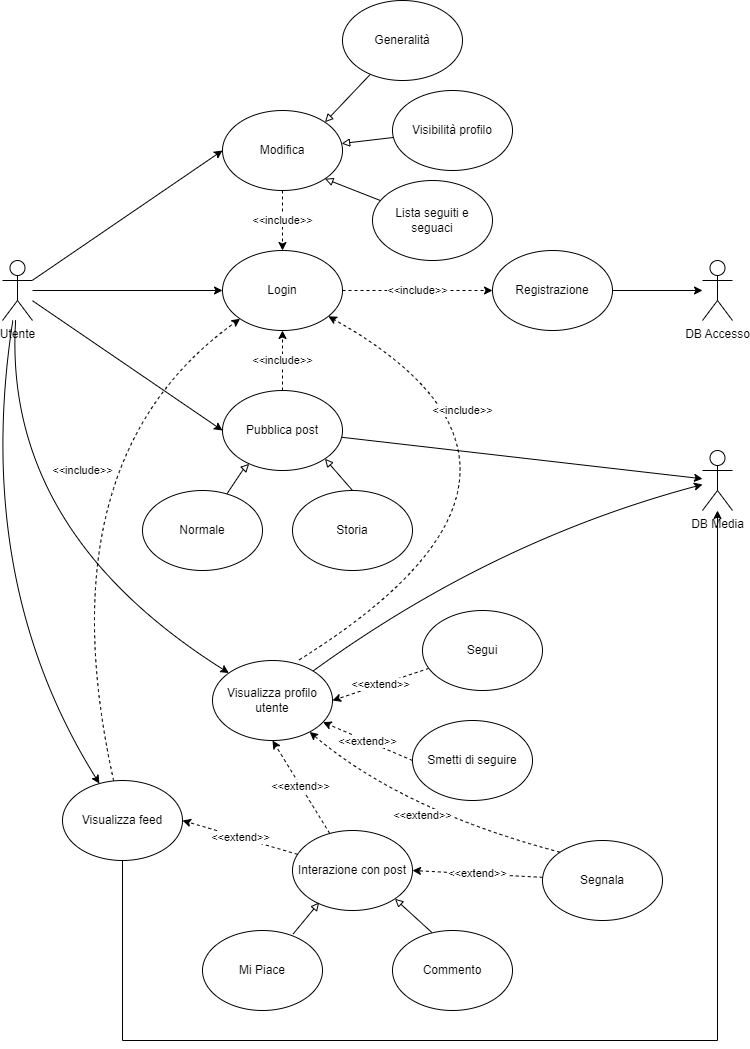 Generalità
Visibilità profilo
Modifica
Lista seguiti e
seguaci
<<include>>
Login
<<include>>
Registrazione
Utente
DB Accesso
<<include>>
<<include>>
Pubblica post
<<include>>
Normale
Storia
DB Media
Segui
Visualizza profilo
utente
<<extend>>
<<extend>>
Smetti di seguire
<<extend>>
<<extend>>
Visualizza feed
<<extend>>
Interazione con post
<<extend>>
Segnala
Mi Piace
Commento